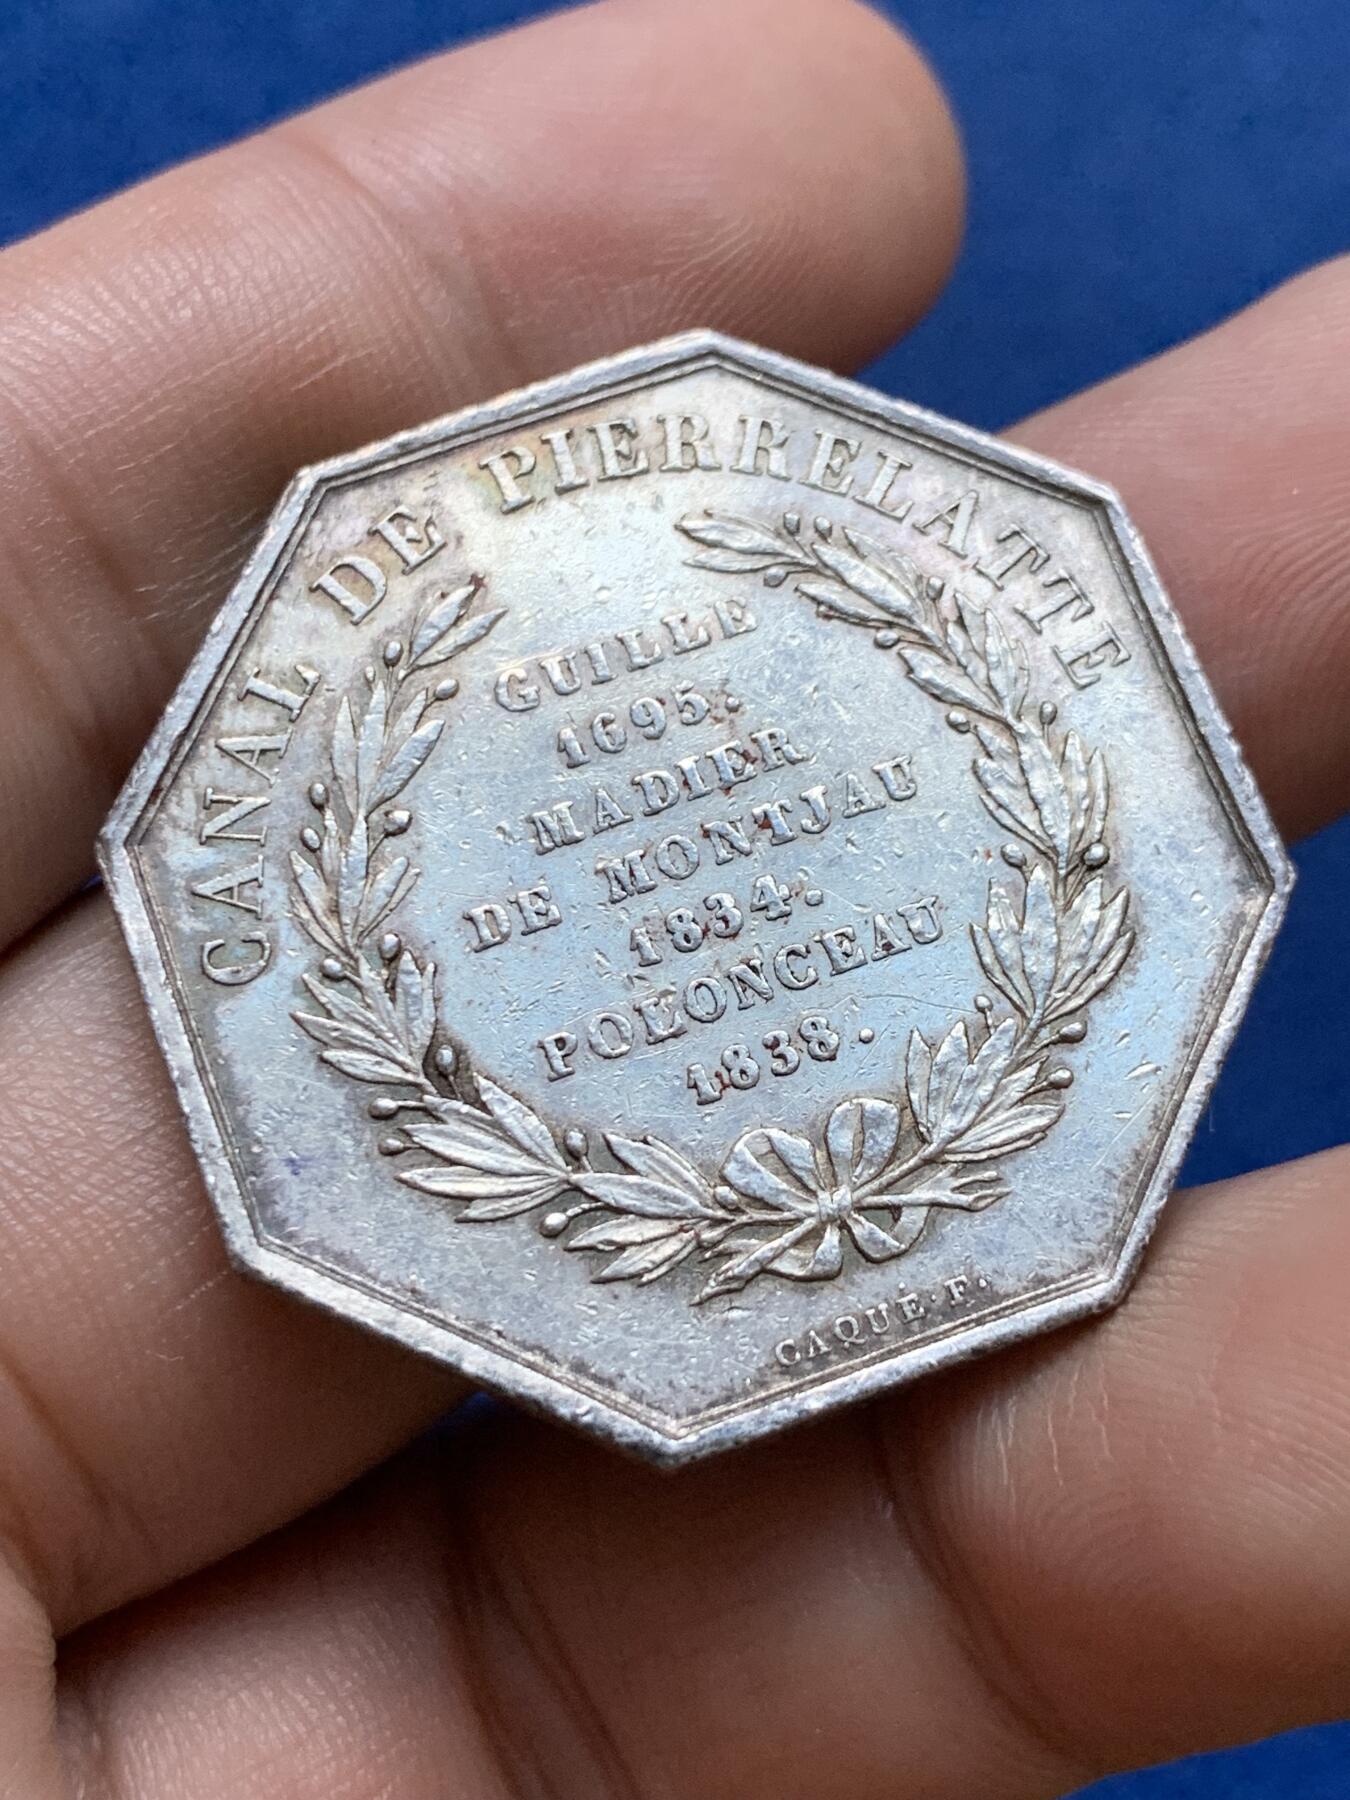 CANAL DE PIERRELATTE
GUILLE
1695.
MADIER
DE MONTJAU
1834.
POLONCEAU
1838.
CAQUÉ·F.